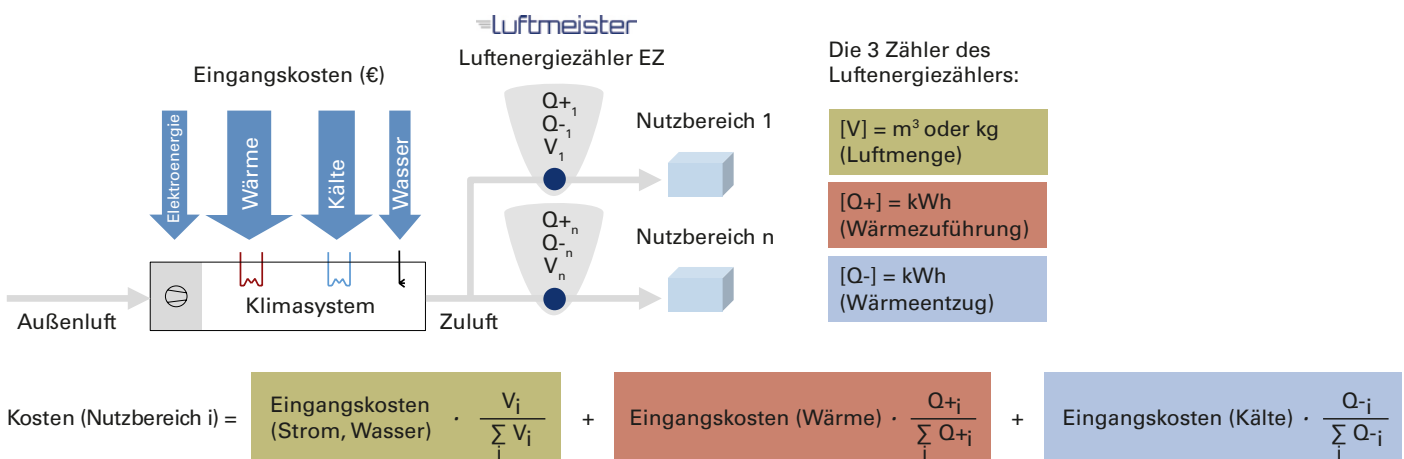 luftmeister
Luftenergiezähler EZ
Eingangskosten (€)
Elektroenergie
Wärme
Kälte
Wasser
Q+₁
Q-₁
V₁
Nutzbereich 1
Q+ₙ
Q-ₙ
Vₙ
Nutzbereich n
Außenluft
Klimasystem
Zuluft
Die 3 Zähler des
Luftenergiezählers:
[V] = m³ oder kg
(Luftmenge)
[Q+] = kWh
(Wärmezuführung)
[Q-] = kWh
(Wärmeentzug)
Kosten (Nutzbereich i) = Eingangskosten (Strom, Wasser) · Vi / ∑i Vi + Eingangskosten (Wärme) · Q+i / ∑i Q+i + Eingangskosten (Kälte) · Q-i / ∑i Q-i